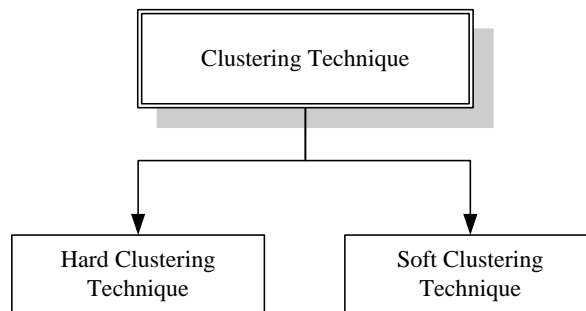 Clustering Technique
Hard Clustering
Technique
Soft Clustering
Technique